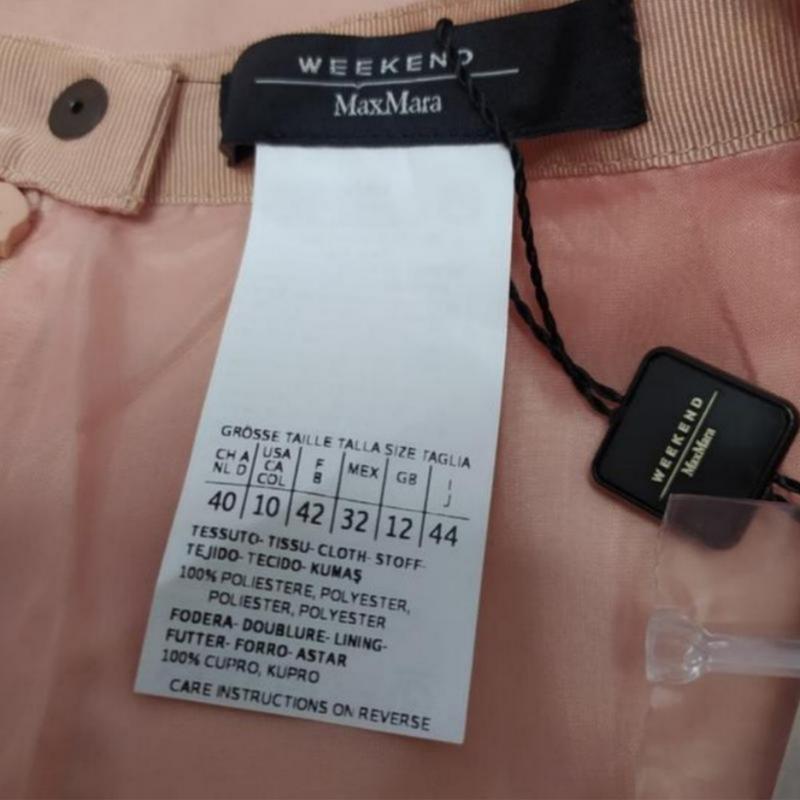 WEEKEND
MaxMara
WEEKEND
MaxMara
GRÖSSE TAILLE TALLA SIZE TAGLIA
CH A NL D | USA CA COL | F B | MEX | GB | I J
40 | 10 | 42 | 32 | 12 | 44
TESSUTO- TISSU- CLOTH- STOFF-
TEJIDO- TECIDO- KUMAŞ
100% POLIESTERE, POLYESTER,
POLIESTER, POLYESTER
FODERA- DOUBLURE- LINING-
FUTTER- FORRO- ASTAR
100% CUPRO, KUPRO
CARE INSTRUCTIONS ON REVERSE